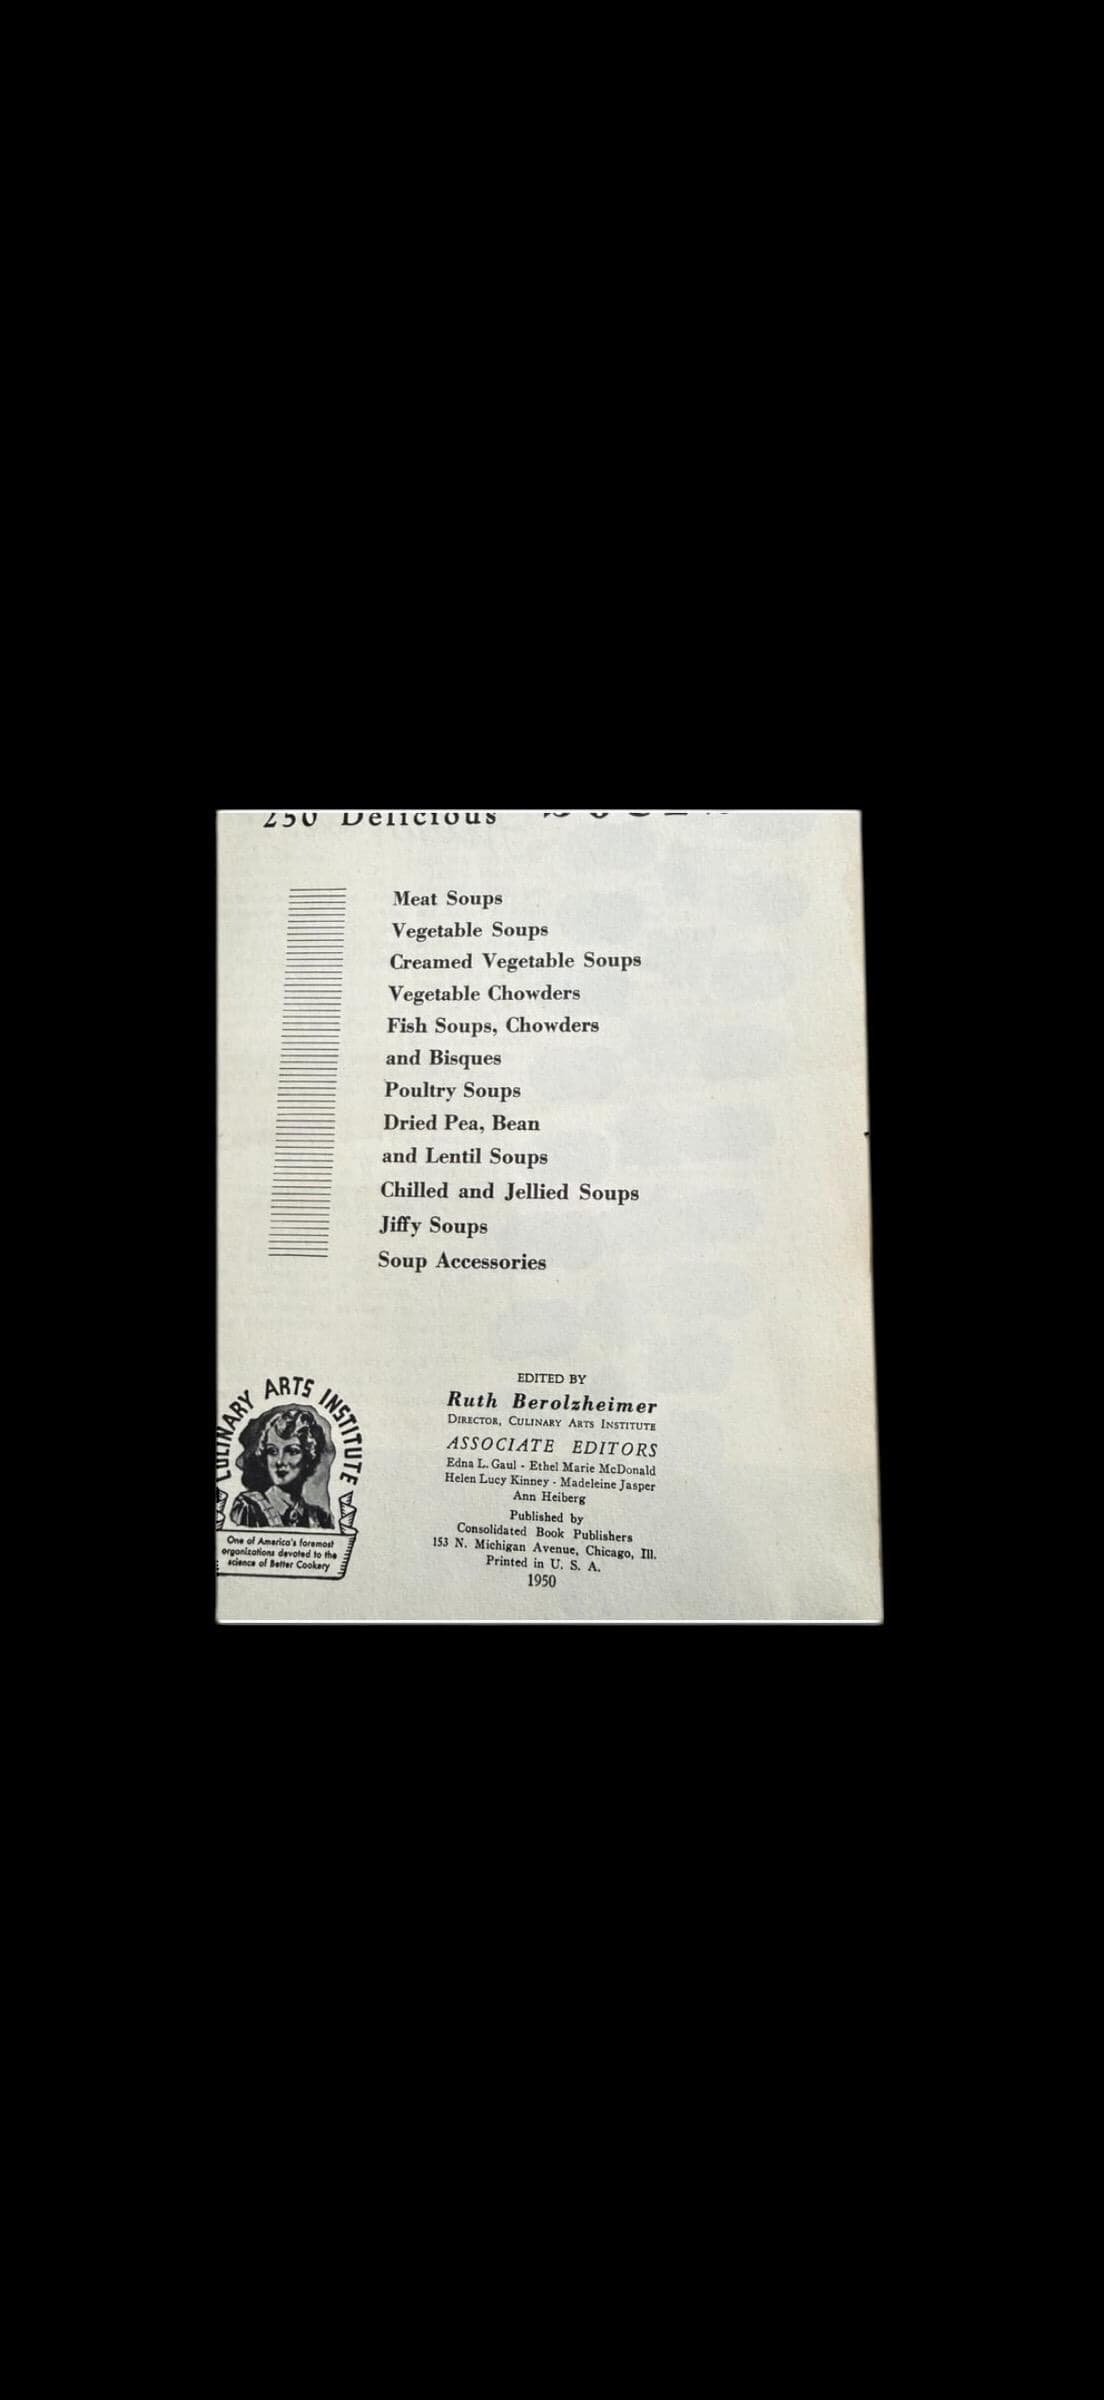 250 Delicious
Meat Soups
Vegetable Soups
Creamed Vegetable Soups
Vegetable Chowders
Fish Soups, Chowders
and Bisques
Poultry Soups
Dried Pea, Bean
and Lentil Soups
Chilled and Jellied Soups
Jiffy Soups
Soup Accessories
CULINARY ARTS INSTITUTE
One of America's foremost
organizations devoted to the
science of Better Cookery
EDITED BY
Ruth Berolzheimer
DIRECTOR, CULINARY ARTS INSTITUTE
ASSOCIATE EDITORS
Edna L. Gaul - Ethel Marie McDonald
Helen Lucy Kinney - Madeleine Jasper
Ann Heiberg
Published by
Consolidated Book Publishers
153 N. Michigan Avenue, Chicago, Ill.
Printed in U. S. A.
1950